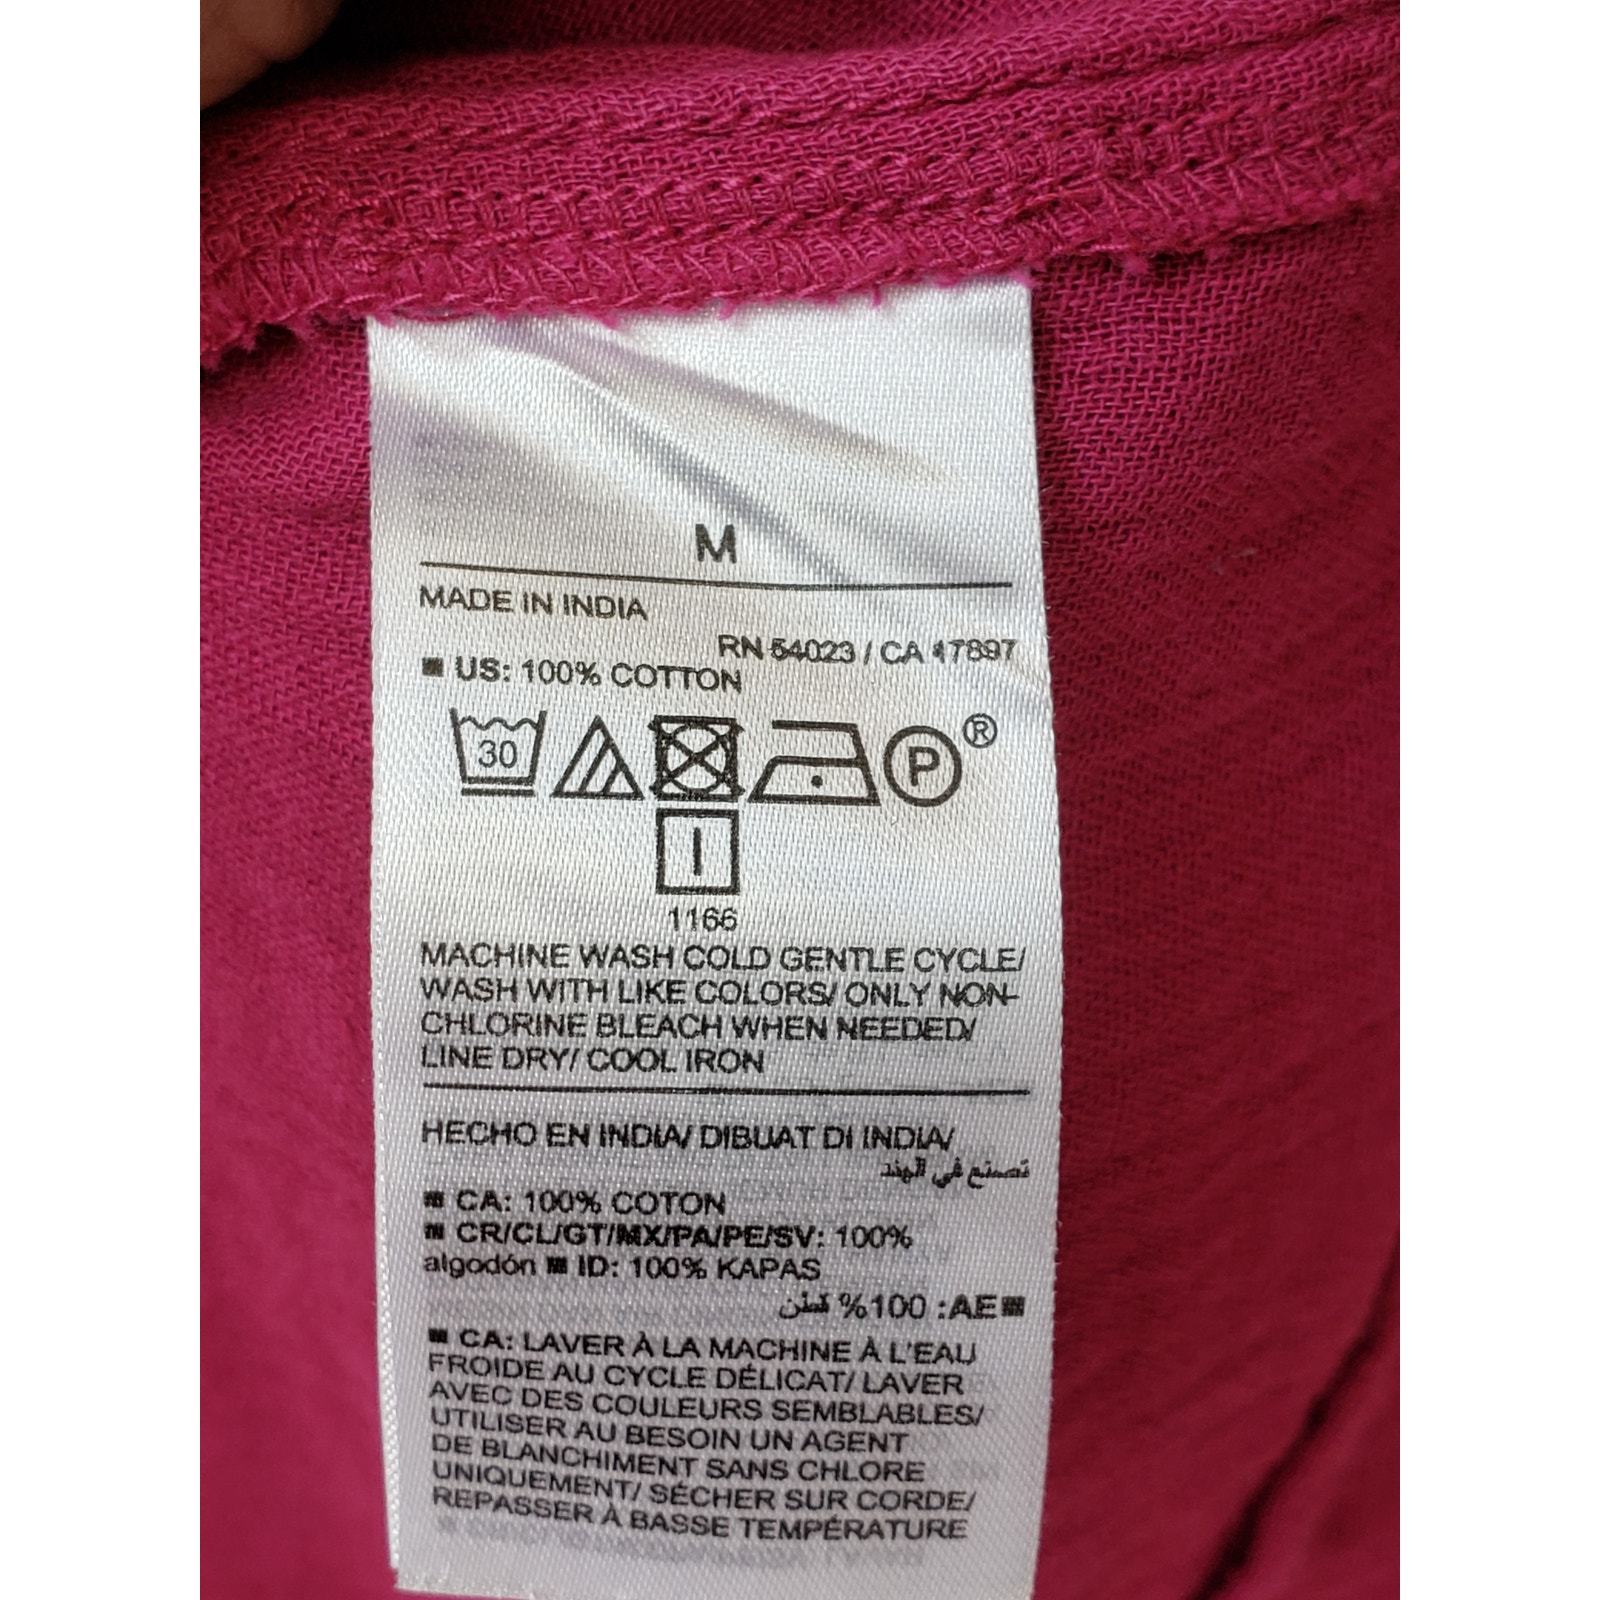 M
MADE IN INDIA
RN 54023 / CA 17897
US: 100% COTTON
30
P ®
1166
MACHINE WASH COLD GENTLE CYCLE/
WASH WITH LIKE COLORS/ ONLY NON-
CHLORINE BLEACH WHEN NEEDED/
LINE DRY/ COOL IRON
HECHO EN INDIA/ DIBUAT DI INDIA/
تصنع في الهند
CA: 100% COTON
CR/CL/GT/MX/PA/PE/SV: 100%
algodón ■ ID: 100% KAPAS
■AE: 100% قطن
CA: LAVER À LA MACHINE À L'EAU
FROIDE AU CYCLE DÉLICAT/ LAVER
AVEC DES COULEURS SEMBLABLES/
UTILISER AU BESOIN UN AGENT
DE BLANCHIMENT SANS CHLORE
UNIQUEMENT/ SÉCHER SUR CORDE/
REPASSER À BASSE TEMPÉRATURE